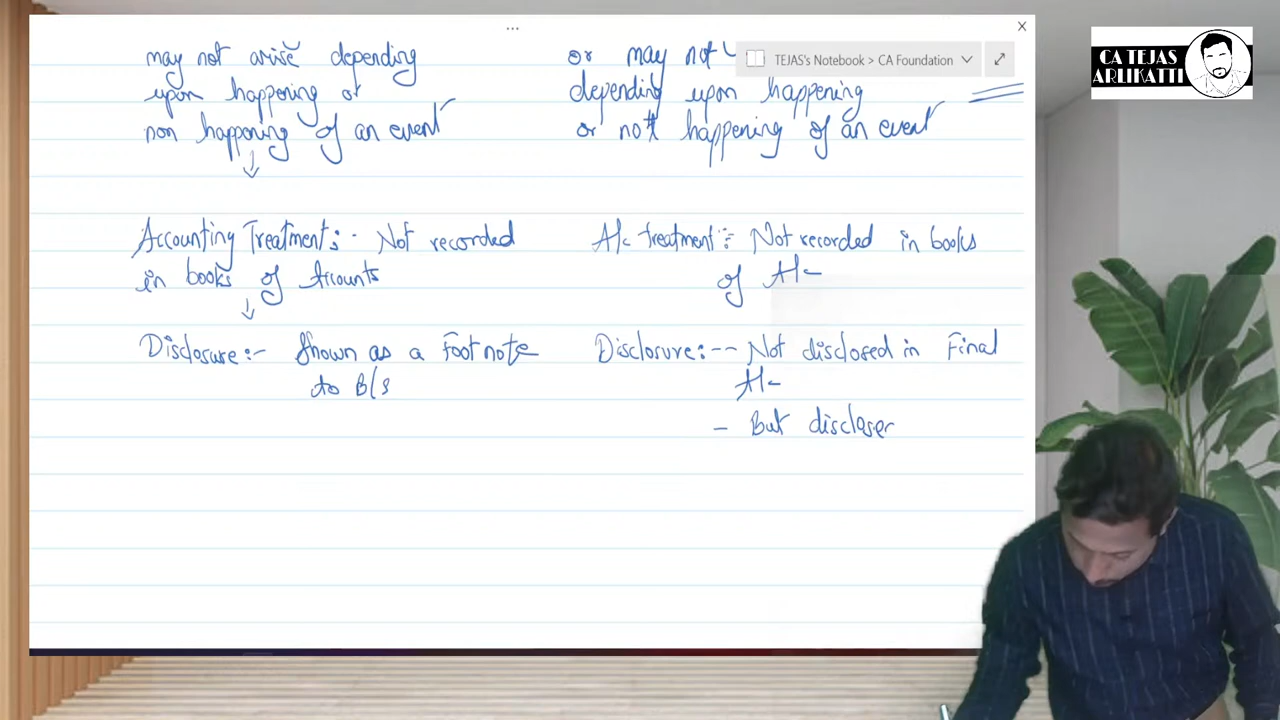 ...
x
CA TEJAS
ARLIKATTI
TEJAS's Notebook > CA Foundation
may not arise depending
upon happening or
non happening of an event
Accounting Treatment:- Not recorded
in books of Accounts
Disclosure:- Shown as a Foot note
to B/S
or may not
depending upon happening
or not happening of an event
A/c treatment:- Not recorded in books
of A/c
Disclosure:-- Not disclosed in Final
A/c
- But discloser